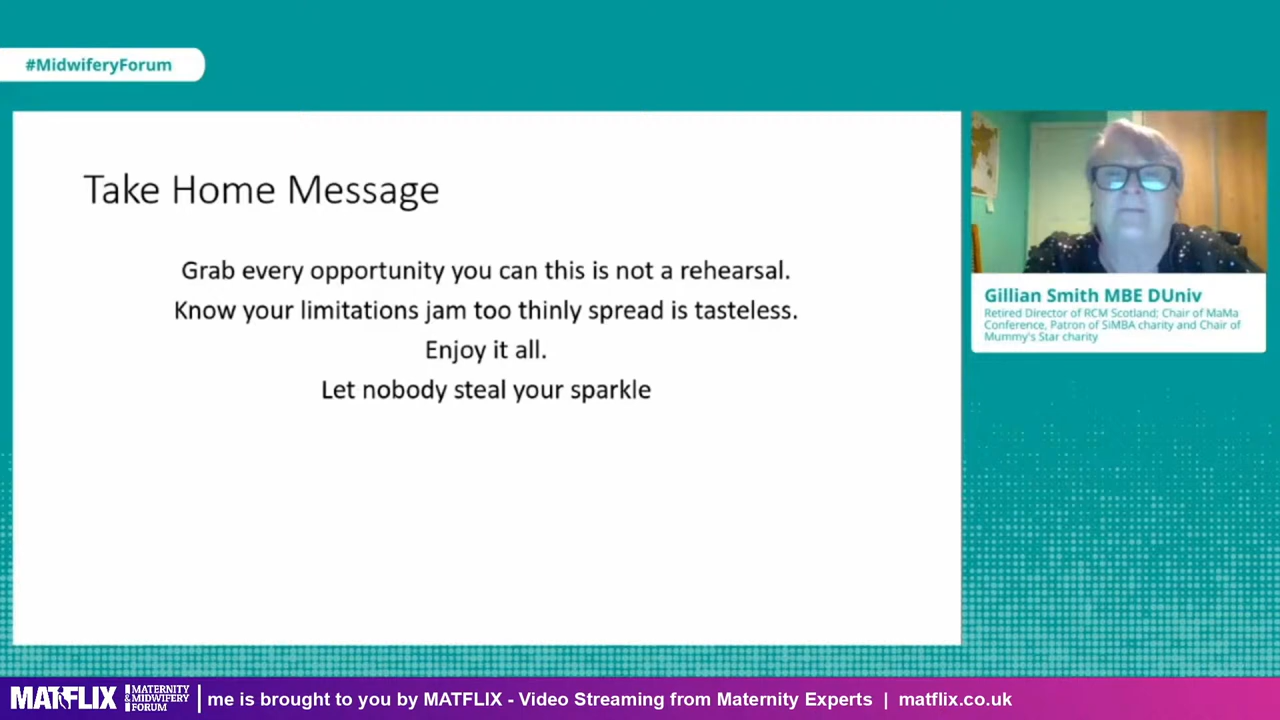 #MidwiferyForum
Take Home Message
Grab every opportunity you can this is not a rehearsal.
Know your limitations jam too thinly spread is tasteless.
Enjoy it all.
Let nobody steal your sparkle
Gillian Smith MBE DUniv
Retired Director of RCM Scotland; Chair of MaMa
Conference, Patron of SiMBA charity and Chair of
Mummy's Star charity
MATFLIX
MATERNITY
& MIDWIFERY
FORUM
me is brought to you by MATFLIX - Video Streaming from Maternity Experts | matflix.co.uk